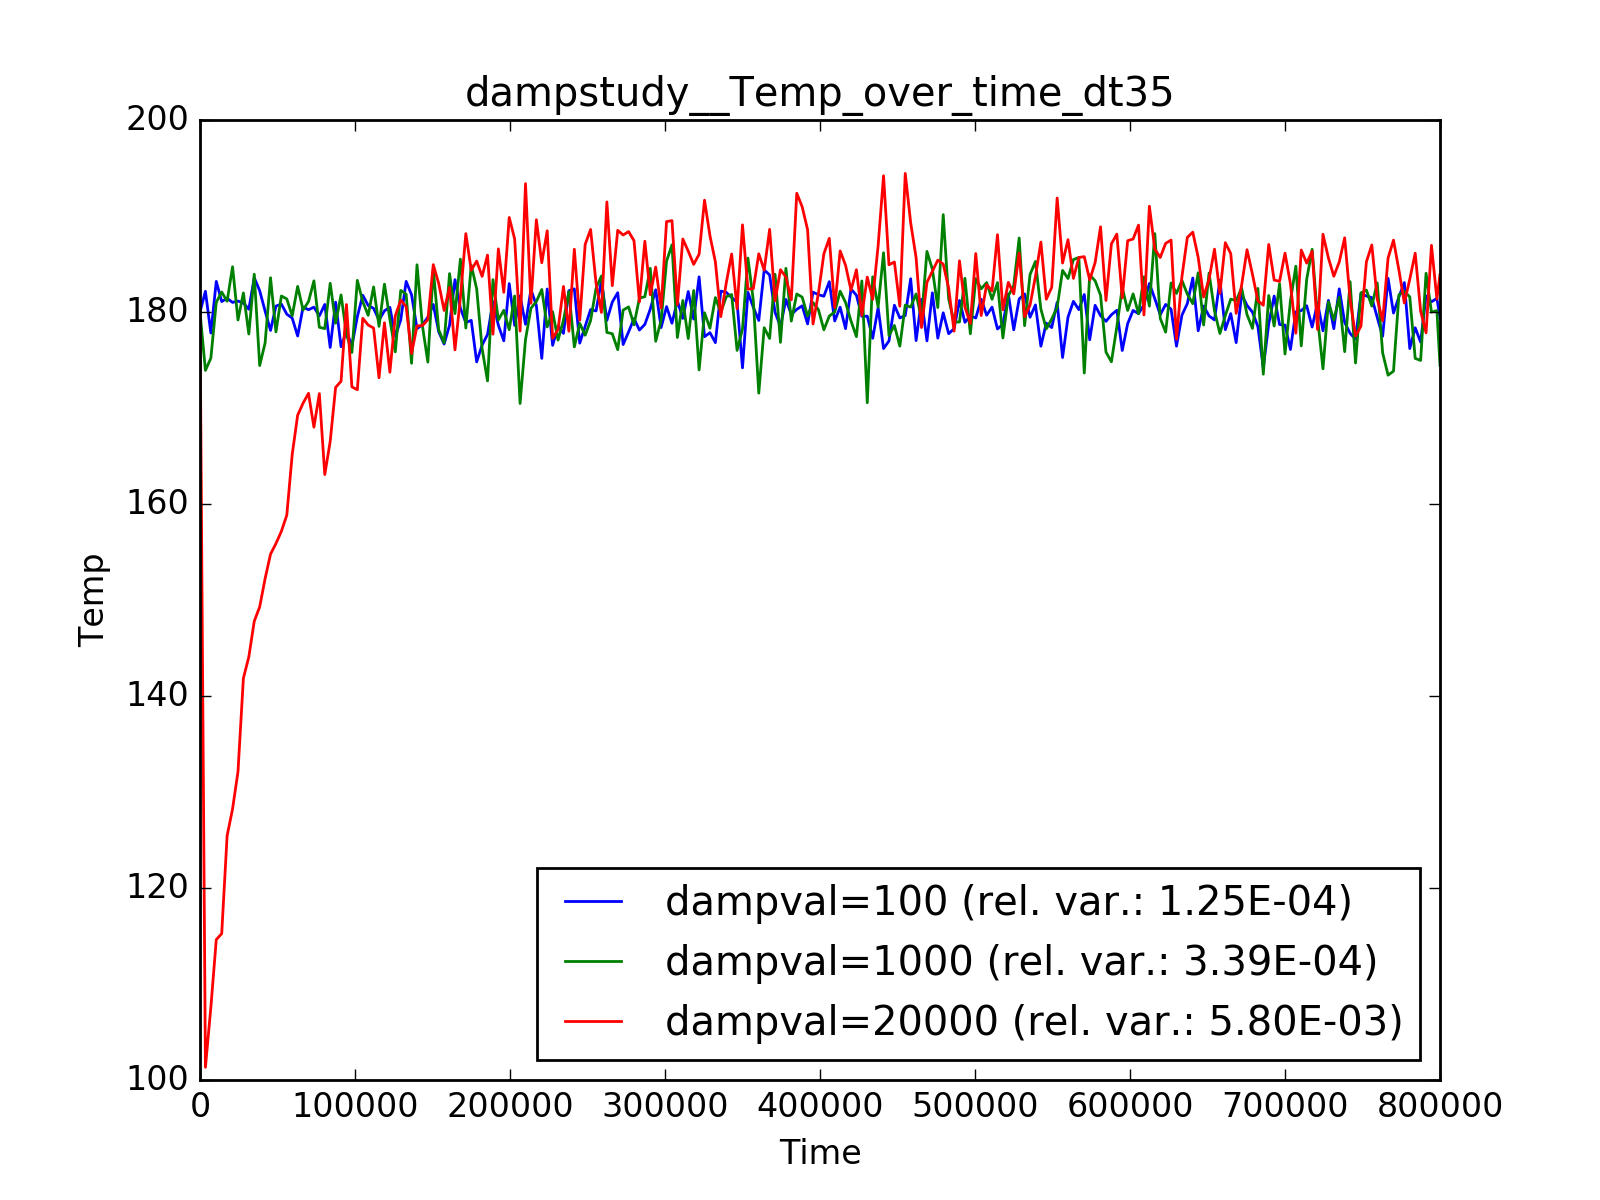 dampstudy__Temp_over_time_dt35
200
180
160
140
120
100
Temp
dampval=100 (rel. var.: 1.25E-04)
dampval=1000 (rel. var.: 3.39E-04)
dampval=20000 (rel. var.: 5.80E-03)
0 100000 200000 300000 400000 500000 600000 700000 800000
Time